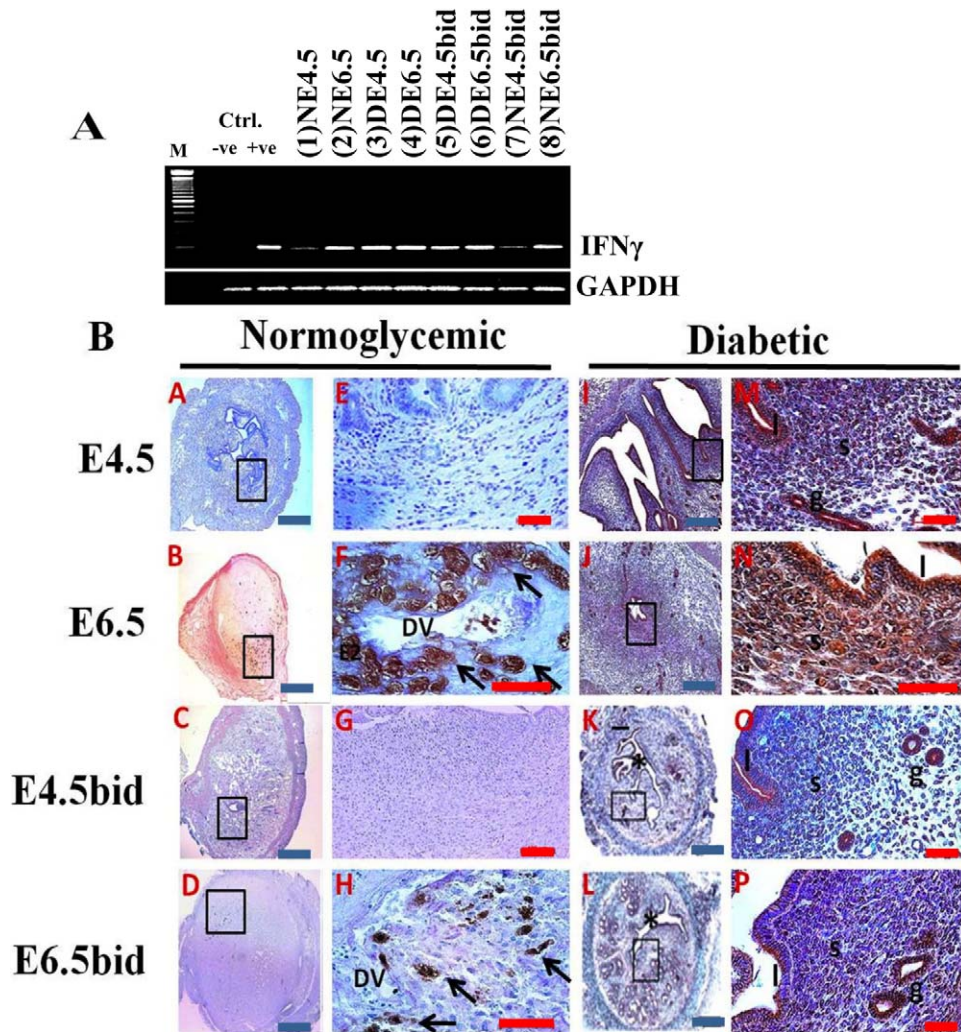 A
M
Ctrl.
-ve +ve
(1)NE4.5
(2)NE6.5
(3)DE4.5
(4)DE6.5
(5)DE4.5bid
(6)DE6.5bid
(7)NE4.5bid
(8)NE6.5bid
IFNγ
GAPDH
B
Normoglycemic
Diabetic
E4.5
A
E
I
M
l
s
g
E6.5
B
F
DV
EZ
J
N
l
s
E4.5bid
C
G
K
*
O
l
s
g
E6.5bid
D
H
DV
L
*
P
l
s
g